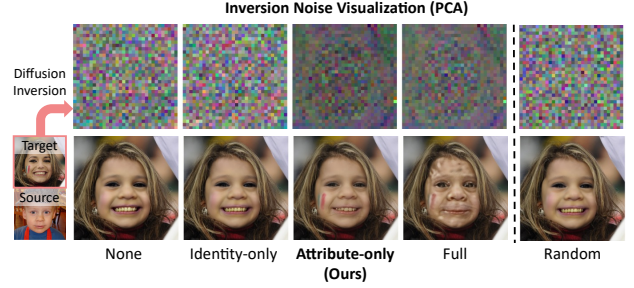 Inversion Noise Visualization (PCA)
Diffusion
Inversion
Target
Source
None
Identity-only
Attribute-only
(Ours)
Full
Random